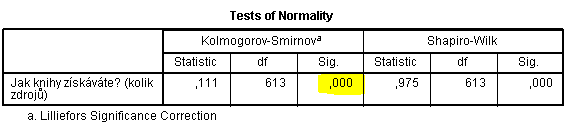 Tests of Normality
Kolmogorov-Smirnovᵃ Shapiro-Wilk
Statistic df Sig. Statistic df Sig.
Jak knihy získáváte? (kolik zdrojů) ,111 613 ,000 ,975 613 ,000
a. Lilliefors Significance Correction